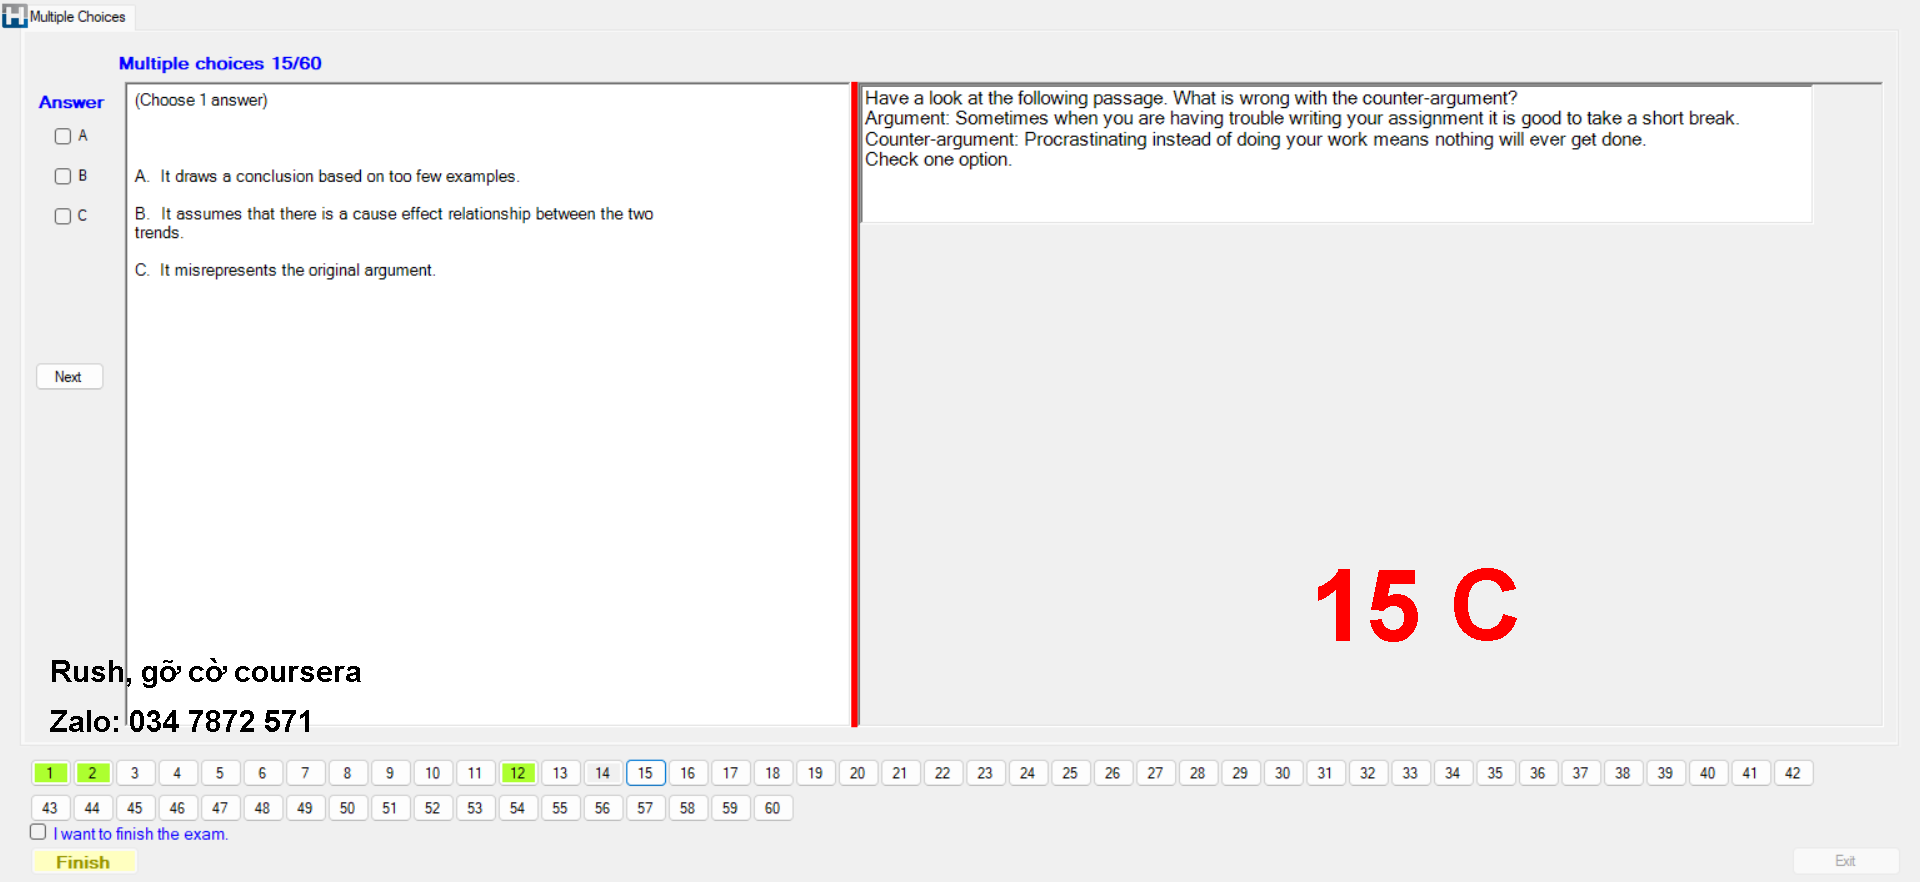 Multiple Choices
Multiple choices 15/60
Answer
A
B
C
Next
(Choose 1 answer)
A. It draws a conclusion based on too few examples.
B. It assumes that there is a cause effect relationship between the two
trends.
C. It misrepresents the original argument.
Have a look at the following passage. What is wrong with the counter-argument?
Argument: Sometimes when you are having trouble writing your assignment it is good to take a short break.
Counter-argument: Procrastinating instead of doing your work means nothing will ever get done.
Check one option.
15 C
Rush, gỡ cờ coursera
Zalo: 034 7872 571
1 2 3 4 5 6 7 8 9 10 11 12 13 14 15 16 17 18 19 20 21 22 23 24 25 26 27 28 29 30 31 32 33 34 35 36 37 38 39 40 41 42
43 44 45 46 47 48 49 50 51 52 53 54 55 56 57 58 59 60
I want to finish the exam.
Finish
Exit